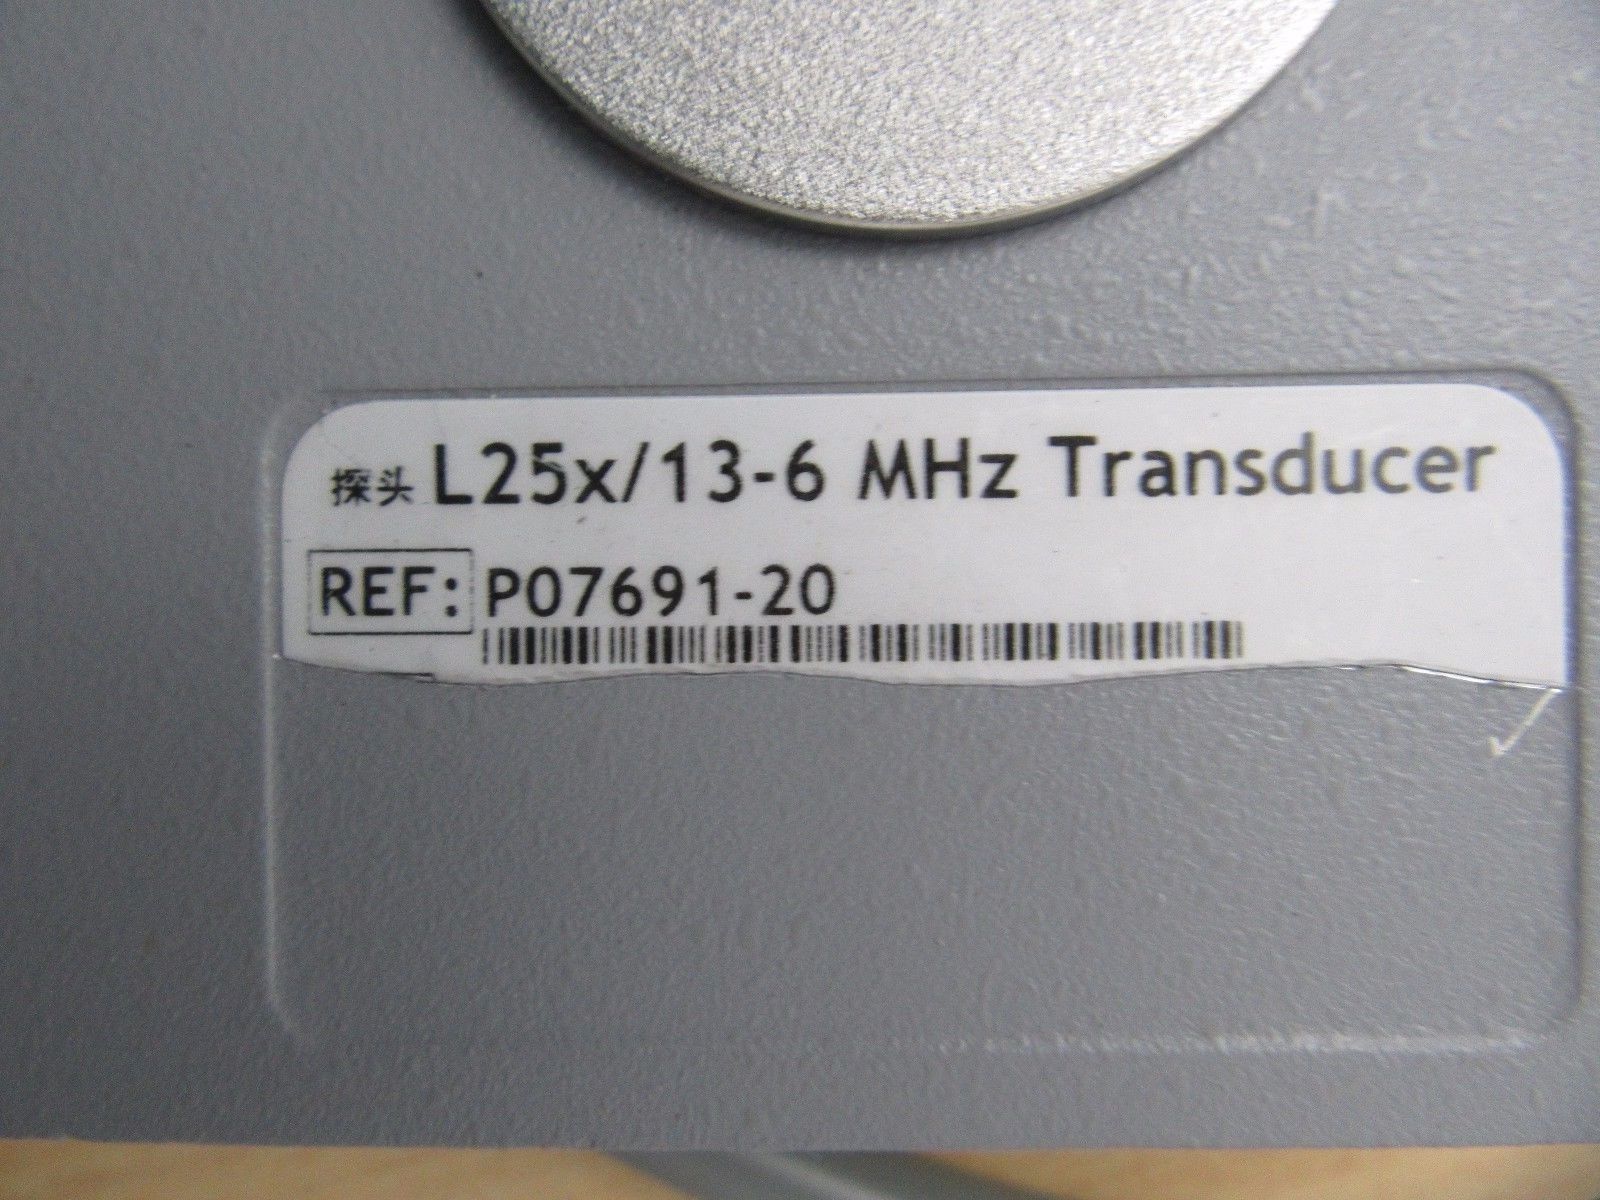 探头 L25x/13-6 MHz Transducer
REF: P07691-20